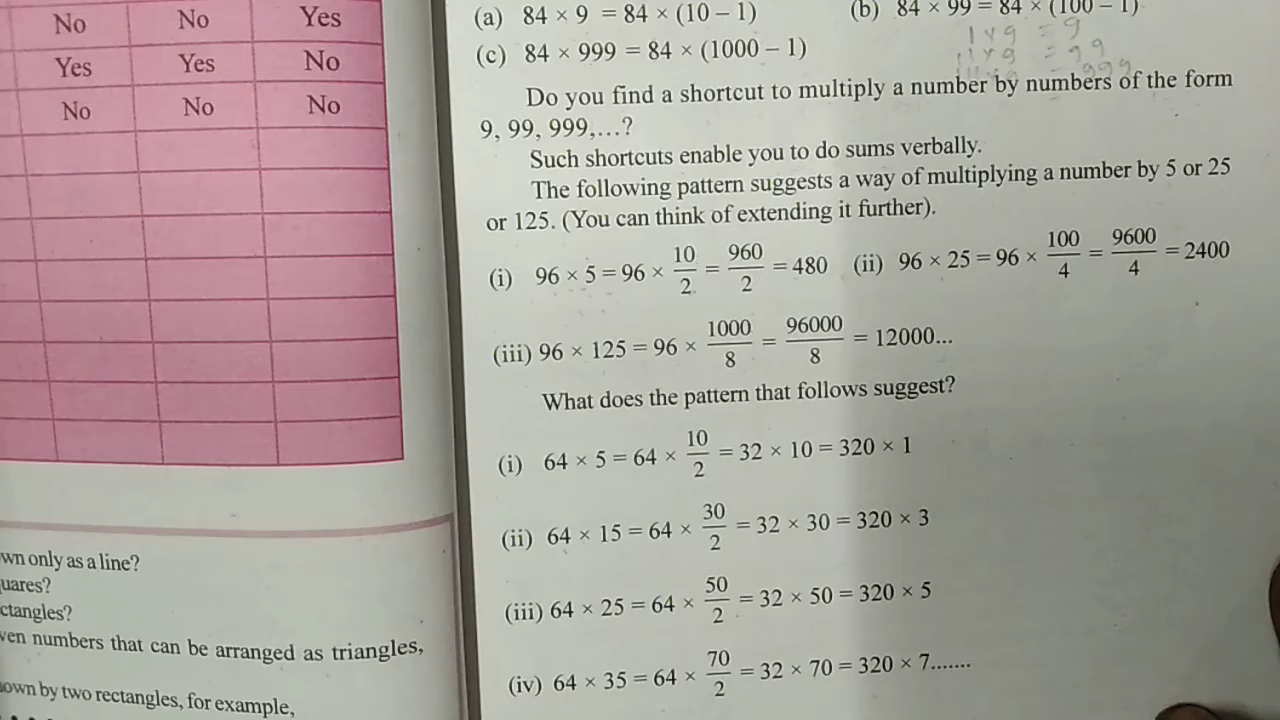 No No Yes
Yes Yes No
No No No
wn only as a line?
uares?
ctangles?
ven numbers that can be arranged as triangles,
own by two rectangles, for example,
(a) 84 × 9 = 84 × (10 – 1) (b) 84 × 99 = 84 × (100 – 1)
(c) 84 × 999 = 84 × (1000 – 1)
1×9 = 9
11×9 = 99
Do you find a shortcut to multiply a number by numbers of the form
9, 99, 999,...?
Such shortcuts enable you to do sums verbally.
The following pattern suggests a way of multiplying a number by 5 or 25
or 125. (You can think of extending it further).
(i) 96 × 5 = 96 × 10/2 = 960/2 = 480 (ii) 96 × 25 = 96 × 100/4 = 9600/4 = 2400
(iii) 96 × 125 = 96 × 1000/8 = 96000/8 = 12000...
What does the pattern that follows suggest?
(i) 64 × 5 = 64 × 10/2 = 32 × 10 = 320 × 1
(ii) 64 × 15 = 64 × 30/2 = 32 × 30 = 320 × 3
(iii) 64 × 25 = 64 × 50/2 = 32 × 50 = 320 × 5
(iv) 64 × 35 = 64 × 70/2 = 32 × 70 = 320 × 7.......